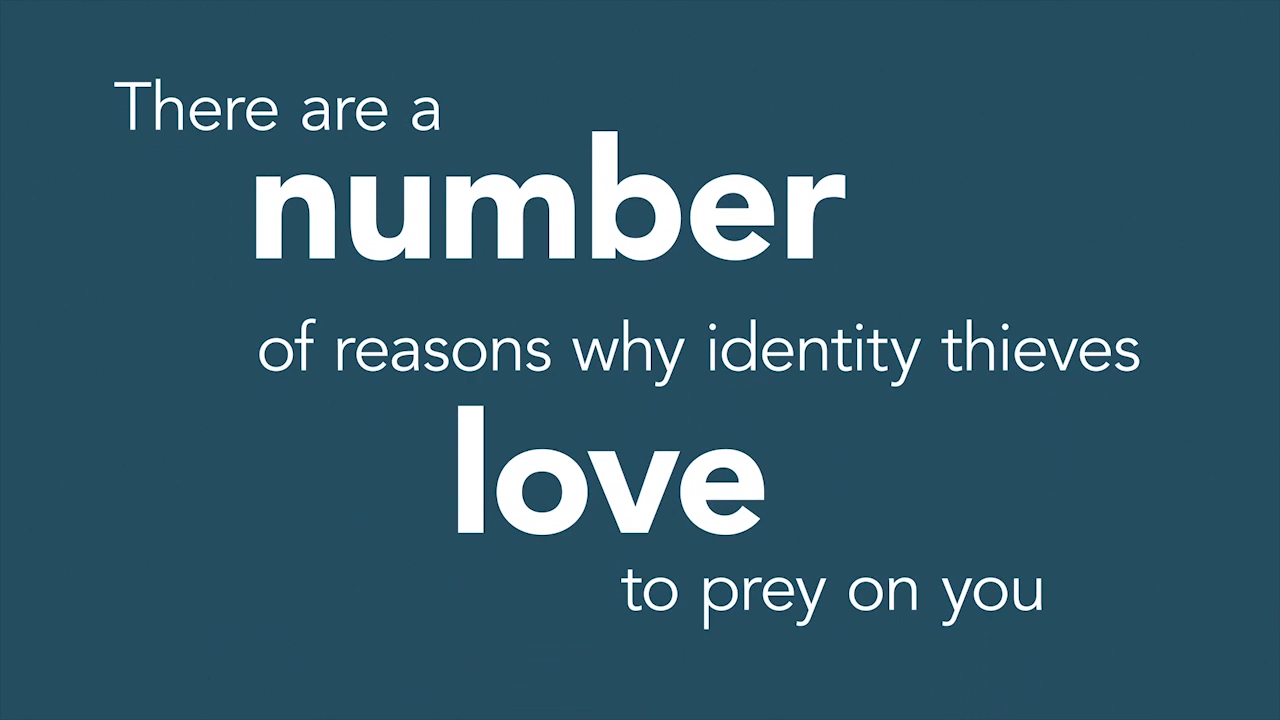 There are a
number
of reasons why identity thieves
love
to prey on you